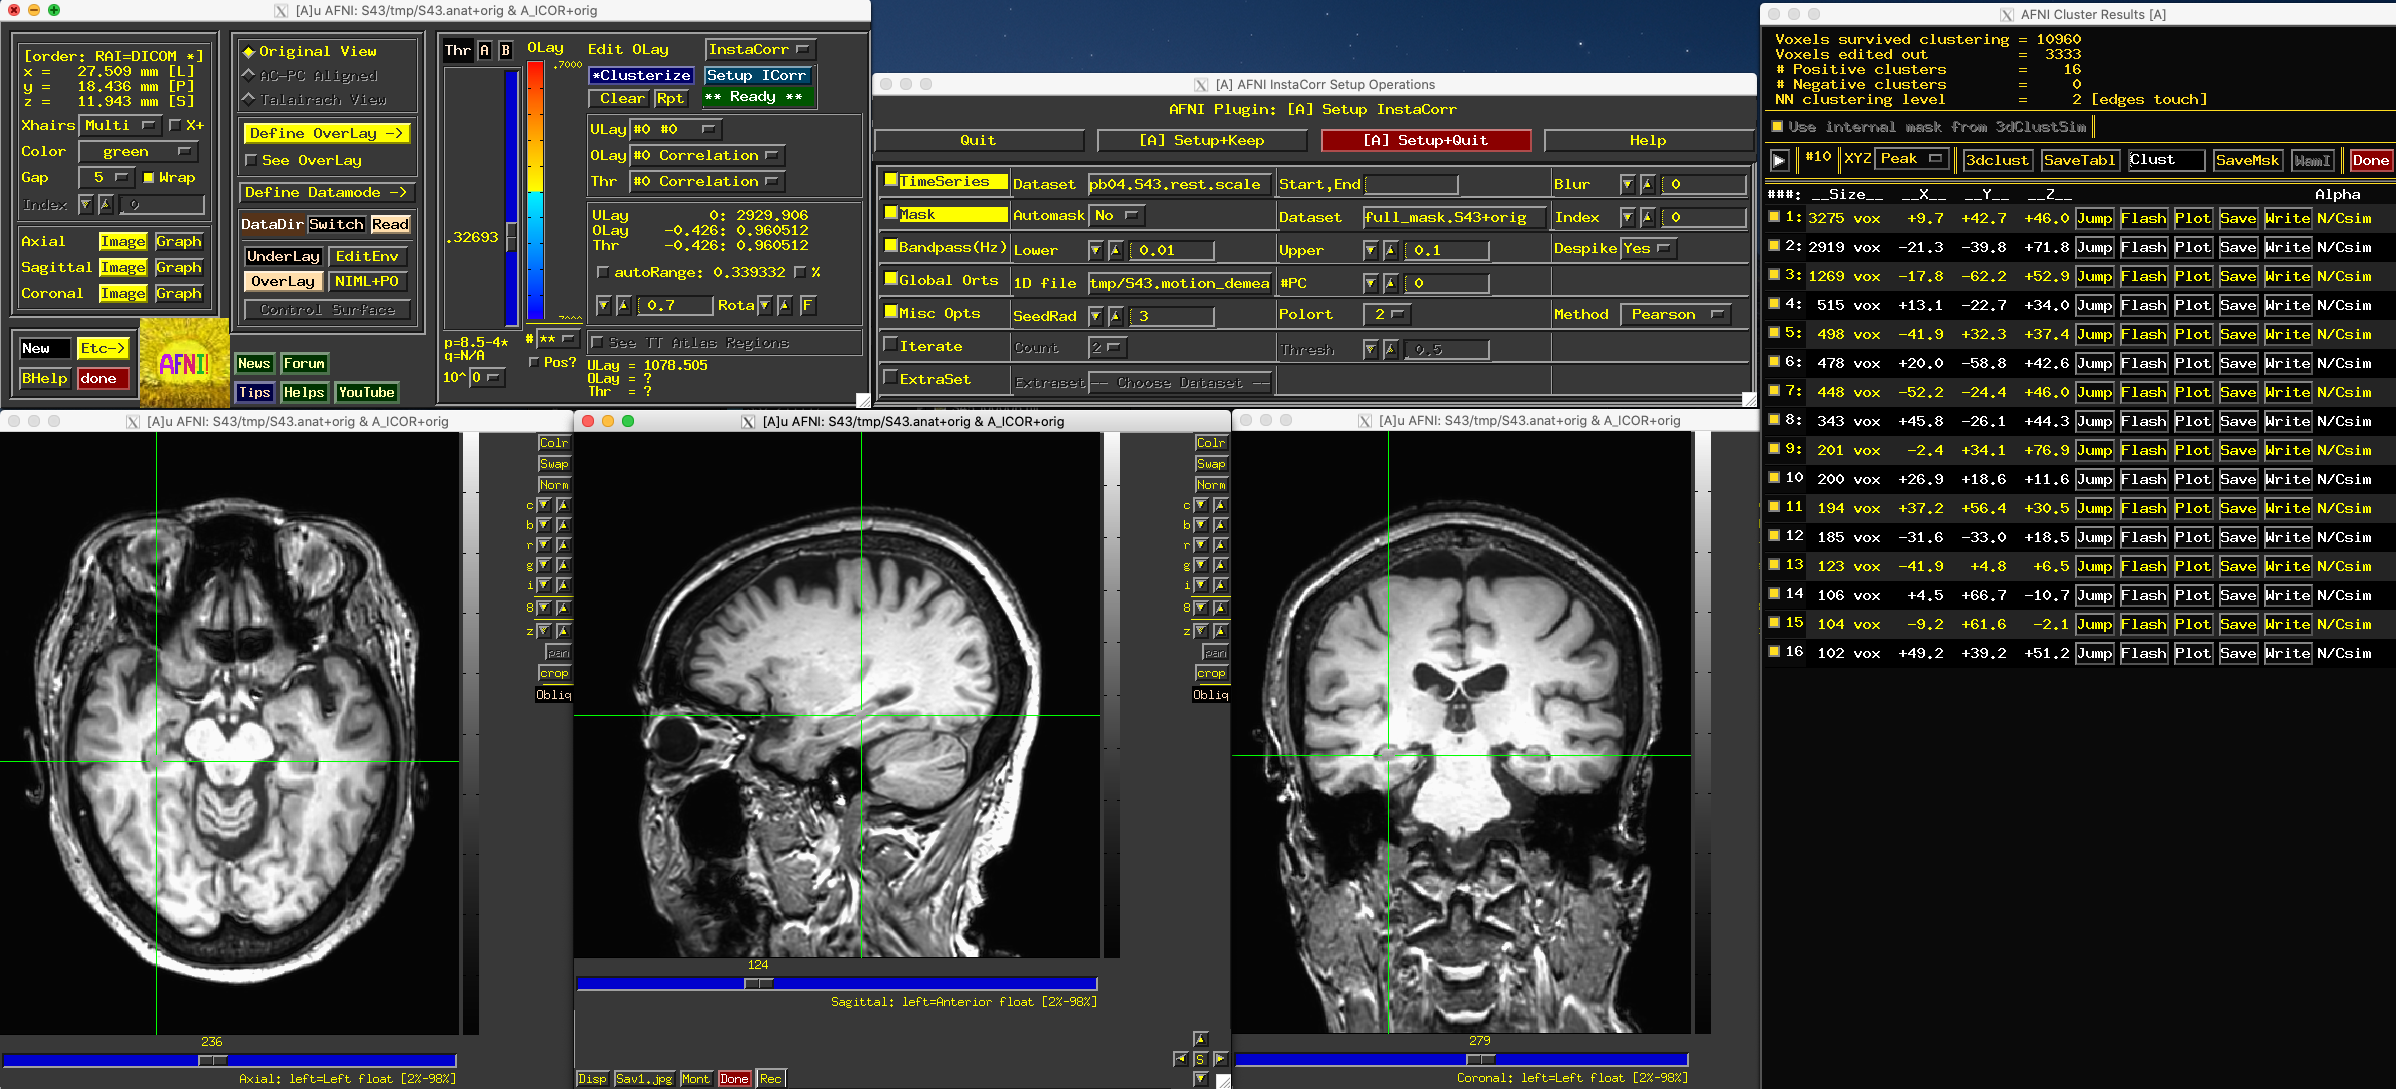 [A]u AFNI: S43/tmp/S43.anat+orig & A_ICOR+orig
[order: RAI=DICOM *]
x = 27.509 mm [L]
y = 18.436 mm [P]
z = 11.943 mm [S]
Xhairs Multi X+
Color green
Gap 5 Wrap
Index 0
Axial Image Graph
Sagittal Image Graph
Coronal Image Graph
New Etc->
BHelp done
AFNI!
Original View
AC-PC Aligned
Talairach View
Define OverLay ->
See OverLay
Define Datamode ->
DataDir Switch Read
UnderLay EditEnv
OverLay NIML+PO
Control Surface
News Forum
Tips Helps YouTube
Thr A B
.32693
p=8.5-4*
q=N/A
10^ 0
OLay
.7000
# **
Pos?
Edit OLay InstaCorr
*Clusterize Setup ICorr
Clear Rpt ** Ready **
ULay #0 #0
OLay #0 Correlation
Thr #0 Correlation
ULay 0: 2929.906
OLay -0.426: 0.960512
Thr -0.426: 0.960512
autoRange: 0.339332 %
0.7 Rota F
See TT Atlas Regions
ULay = 1078.505
OLay = ?
Thr = ?
[A] AFNI InstaCorr Setup Operations
AFNI Plugin: [A] Setup InstaCorr
Quit [A] Setup+Keep [A] Setup+Quit Help
TimeSeries Dataset pb04.S43.rest.scale Start,End Blur 0
Mask Automask No Dataset full_mask.S43+orig Index 0
Bandpass(Hz) Lower 0.01 Upper 0.1 Despike Yes
Global Orts 1D file tmp/S43.motion_demea #PC 0
Misc Opts SeedRad 3 Polort 2 Method Pearson
Iterate Count 2 Thresh 0.5
ExtraSet Extraset -- Choose Dataset --
AFNI Cluster Results [A]
Voxels survived clustering = 10960
Voxels edited out = 3333
# Positive clusters = 16
# Negative clusters = 0
NN clustering level = 2 [edges touch]
Use internal mask from 3dClustSim
#10 XYZ Peak 3dclust SaveTabl Clust SaveMsk WamI Done
###: __Size__ __X__ __Y__ __Z__ Alpha
1: 3275 vox +9.7 +42.7 +46.0 Jump Flash Plot Save Write N/Csim
2: 2919 vox -21.3 -39.8 +71.8 Jump Flash Plot Save Write N/Csim
3: 1269 vox -17.8 -62.2 +52.9 Jump Flash Plot Save Write N/Csim
4: 515 vox +13.1 -22.7 +34.0 Jump Flash Plot Save Write N/Csim
5: 498 vox -41.9 +32.3 +37.4 Jump Flash Plot Save Write N/Csim
6: 478 vox +20.0 -58.8 +42.6 Jump Flash Plot Save Write N/Csim
7: 448 vox -52.2 -24.4 +46.0 Jump Flash Plot Save Write N/Csim
8: 343 vox +45.8 -26.1 +44.3 Jump Flash Plot Save Write N/Csim
9: 201 vox -2.4 +34.1 +76.9 Jump Flash Plot Save Write N/Csim
10 200 vox +26.9 +18.6 +11.6 Jump Flash Plot Save Write N/Csim
11 194 vox +37.2 +56.4 +30.5 Jump Flash Plot Save Write N/Csim
12 185 vox -31.6 -33.0 +18.5 Jump Flash Plot Save Write N/Csim
13 123 vox -41.9 +4.8 +6.5 Jump Flash Plot Save Write N/Csim
14 106 vox +4.5 +66.7 -10.7 Jump Flash Plot Save Write N/Csim
15 104 vox -9.2 +61.6 -2.1 Jump Flash Plot Save Write N/Csim
16 102 vox +49.2 +39.2 +51.2 Jump Flash Plot Save Write N/Csim
[A]u AFNI: S43/tmp/S43.anat+orig & A_ICOR+orig
Colr
Swap
Norm
c
b
r
g
i
8
z
pan
crop
Obliq
236
Axial: left=Left float [2%-98%]
[A]u AFNI: S43/tmp/S43.anat+orig & A_ICOR+orig
Colr
Swap
Norm
c
b
r
g
i
8
z
pan
crop
Obliq
124
Sagittal: left=Anterior float [2%-98%]
S
Disp Sav1.jpg Mont Done Rec
[A]u AFNI: S43/tmp/S43.anat+orig & A_ICOR+orig
279
Coronal: left=Left float [2%-98%]